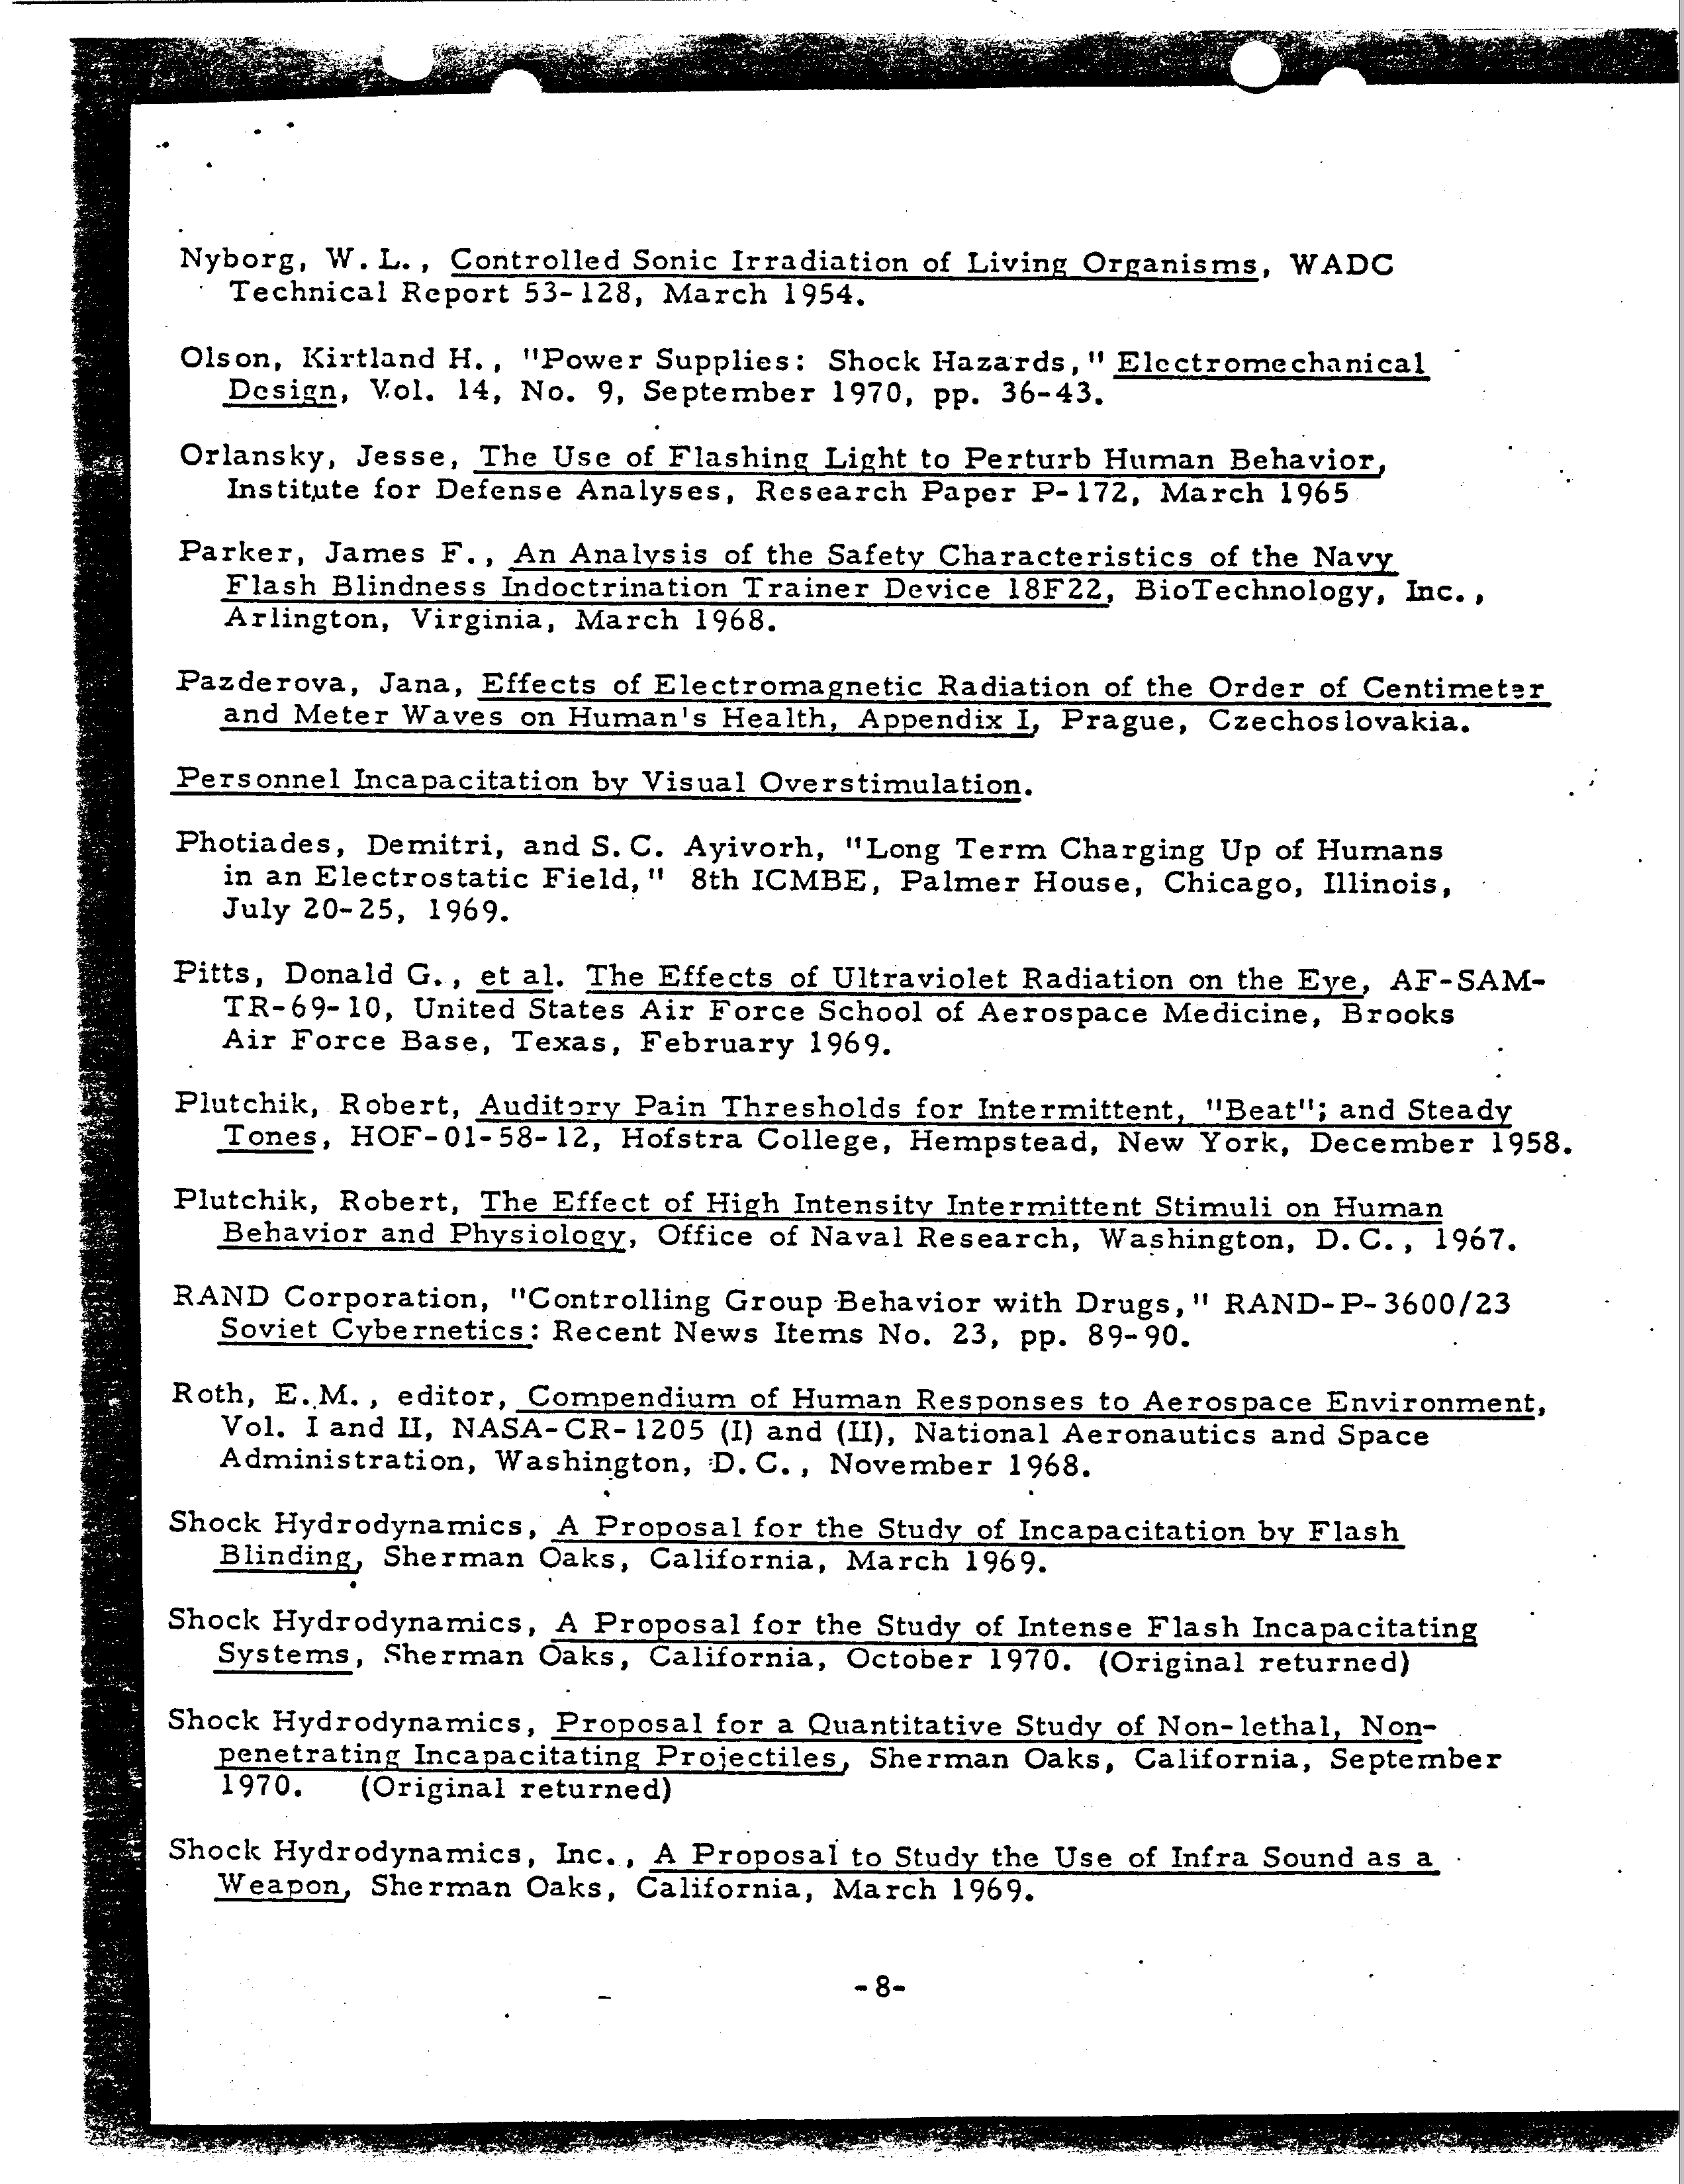 Nyborg, W. L., Controlled Sonic Irradiation of Living Organisms, WADC
Technical Report 53-128, March 1954.
Olson, Kirtland H., "Power Supplies: Shock Hazards," Electromechanical
Design, Vol. 14, No. 9, September 1970, pp. 36-43.
Orlansky, Jesse, The Use of Flashing Light to Perturb Human Behavior,
Institute for Defense Analyses, Research Paper P-172, March 1965
Parker, James F., An Analysis of the Safety Characteristics of the Navy
Flash Blindness Indoctrination Trainer Device 18F22, BioTechnology, Inc.,
Arlington, Virginia, March 1968.
Pazderova, Jana, Effects of Electromagnetic Radiation of the Order of Centimeter
and Meter Waves on Human's Health, Appendix I, Prague, Czechoslovakia.
Personnel Incapacitation by Visual Overstimulation.
Photiades, Demitri, and S. C. Ayivorh, "Long Term Charging Up of Humans
in an Electrostatic Field," 8th ICMBE, Palmer House, Chicago, Illinois,
July 20-25, 1969.
Pitts, Donald G., et al. The Effects of Ultraviolet Radiation on the Eye, AF-SAM-
TR-69-10, United States Air Force School of Aerospace Medicine, Brooks
Air Force Base, Texas, February 1969.
Plutchik, Robert, Auditory Pain Thresholds for Intermittent, "Beat"; and Steady
Tones, HOF-01-58-12, Hofstra College, Hempstead, New York, December 1958.
Plutchik, Robert, The Effect of High Intensity Intermittent Stimuli on Human
Behavior and Physiology, Office of Naval Research, Washington, D. C., 1967.
RAND Corporation, "Controlling Group Behavior with Drugs," RAND-P-3600/23
Soviet Cybernetics: Recent News Items No. 23, pp. 89-90.
Roth, E. M., editor, Compendium of Human Responses to Aerospace Environment,
Vol. I and II, NASA-CR-1205 (I) and (II), National Aeronautics and Space
Administration, Washington, D. C., November 1968.
Shock Hydrodynamics, A Proposal for the Study of Incapacitation by Flash
Blinding, Sherman Oaks, California, March 1969.
Shock Hydrodynamics, A Proposal for the Study of Intense Flash Incapacitating
Systems, Sherman Oaks, California, October 1970. (Original returned)
Shock Hydrodynamics, Proposal for a Quantitative Study of Non-lethal, Non-
penetrating Incapacitating Projectiles, Sherman Oaks, California, September
1970. (Original returned)
Shock Hydrodynamics, Inc., A Proposal to Study the Use of Infra Sound as a
Weapon, Sherman Oaks, California, March 1969.
-8-